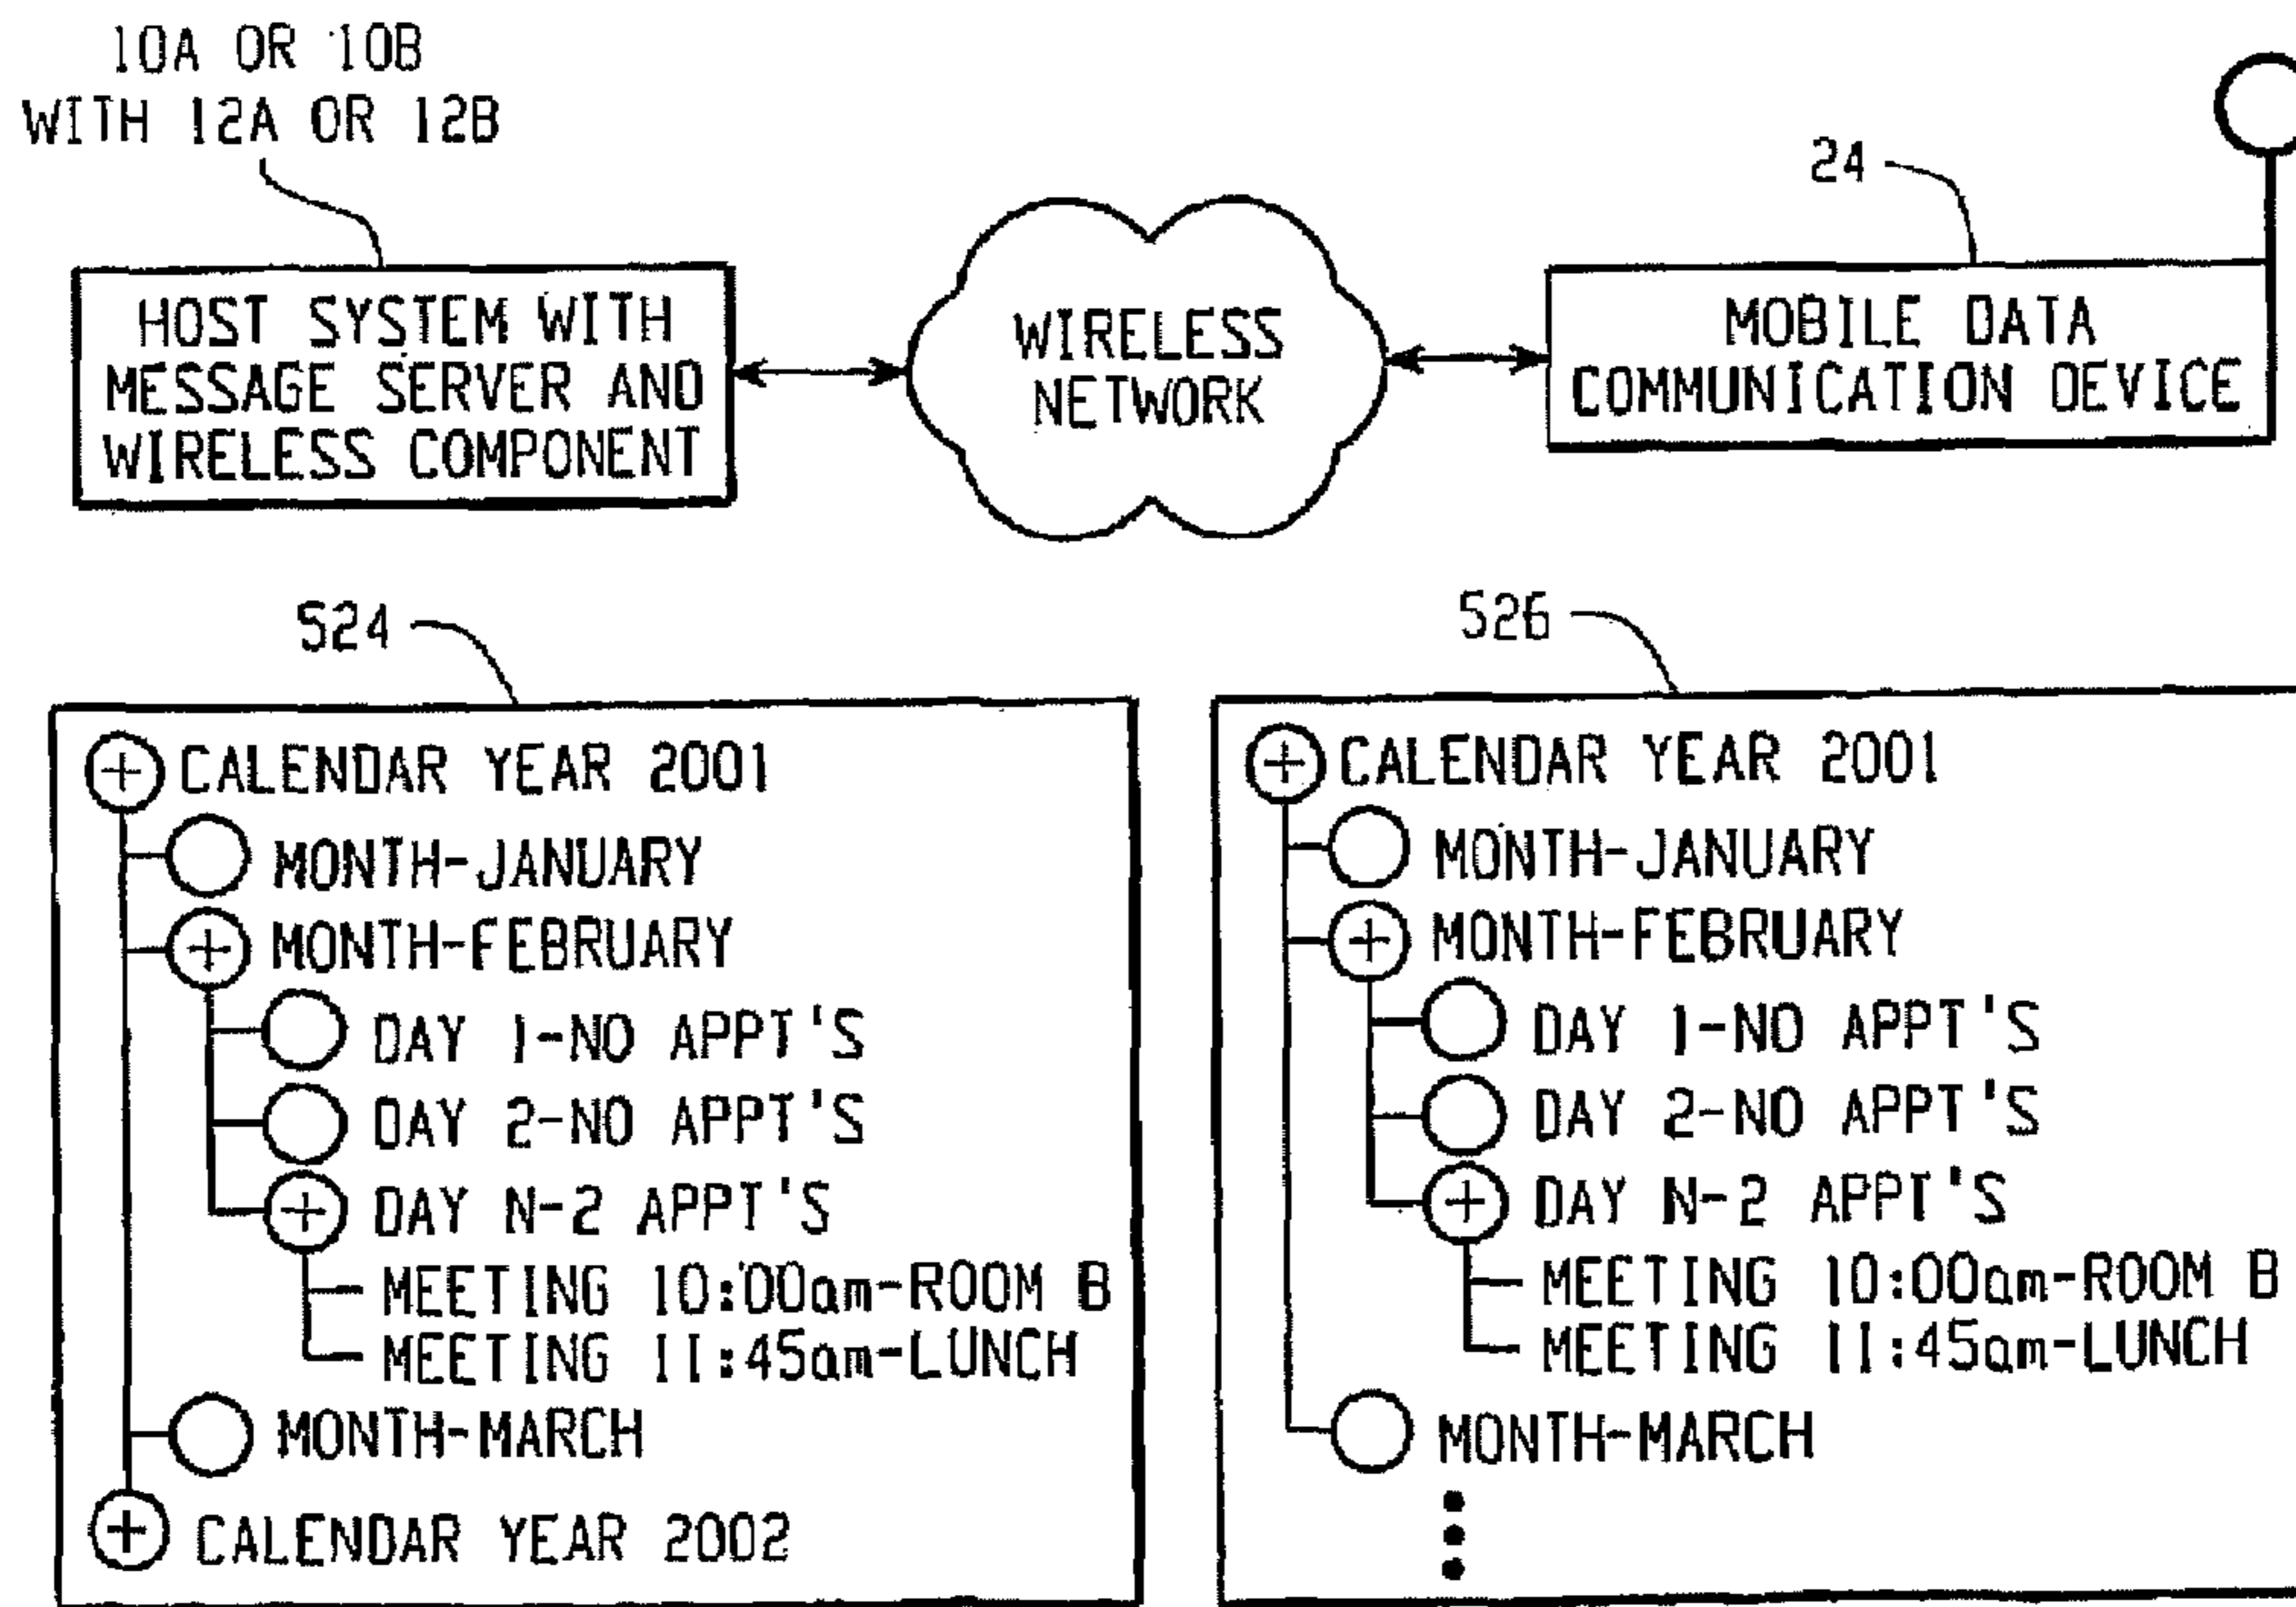 10A OR 10B
WITH 12A OR 12B
24
HOST SYSTEM WITH
MESSAGE SERVER AND
WIRELESS COMPONENT
WIRELESS
NETWORK
MOBILE DATA
COMMUNICATION DEVICE
524
CALENDAR YEAR 2001
MONTH-JANUARY
MONTH-FEBRUARY
DAY 1-NO APPT'S
DAY 2-NO APPT'S
DAY N-2 APPT'S
MEETING 10:00am-ROOM B
MEETING 11:45am-LUNCH
MONTH-MARCH
CALENDAR YEAR 2002
526
CALENDAR YEAR 2001
MONTH-JANUARY
MONTH-FEBRUARY
DAY 1-NO APPT'S
DAY 2-NO APPT'S
DAY N-2 APPT'S
MEETING 10:00am-ROOM B
MEETING 11:45am-LUNCH
MONTH-MARCH